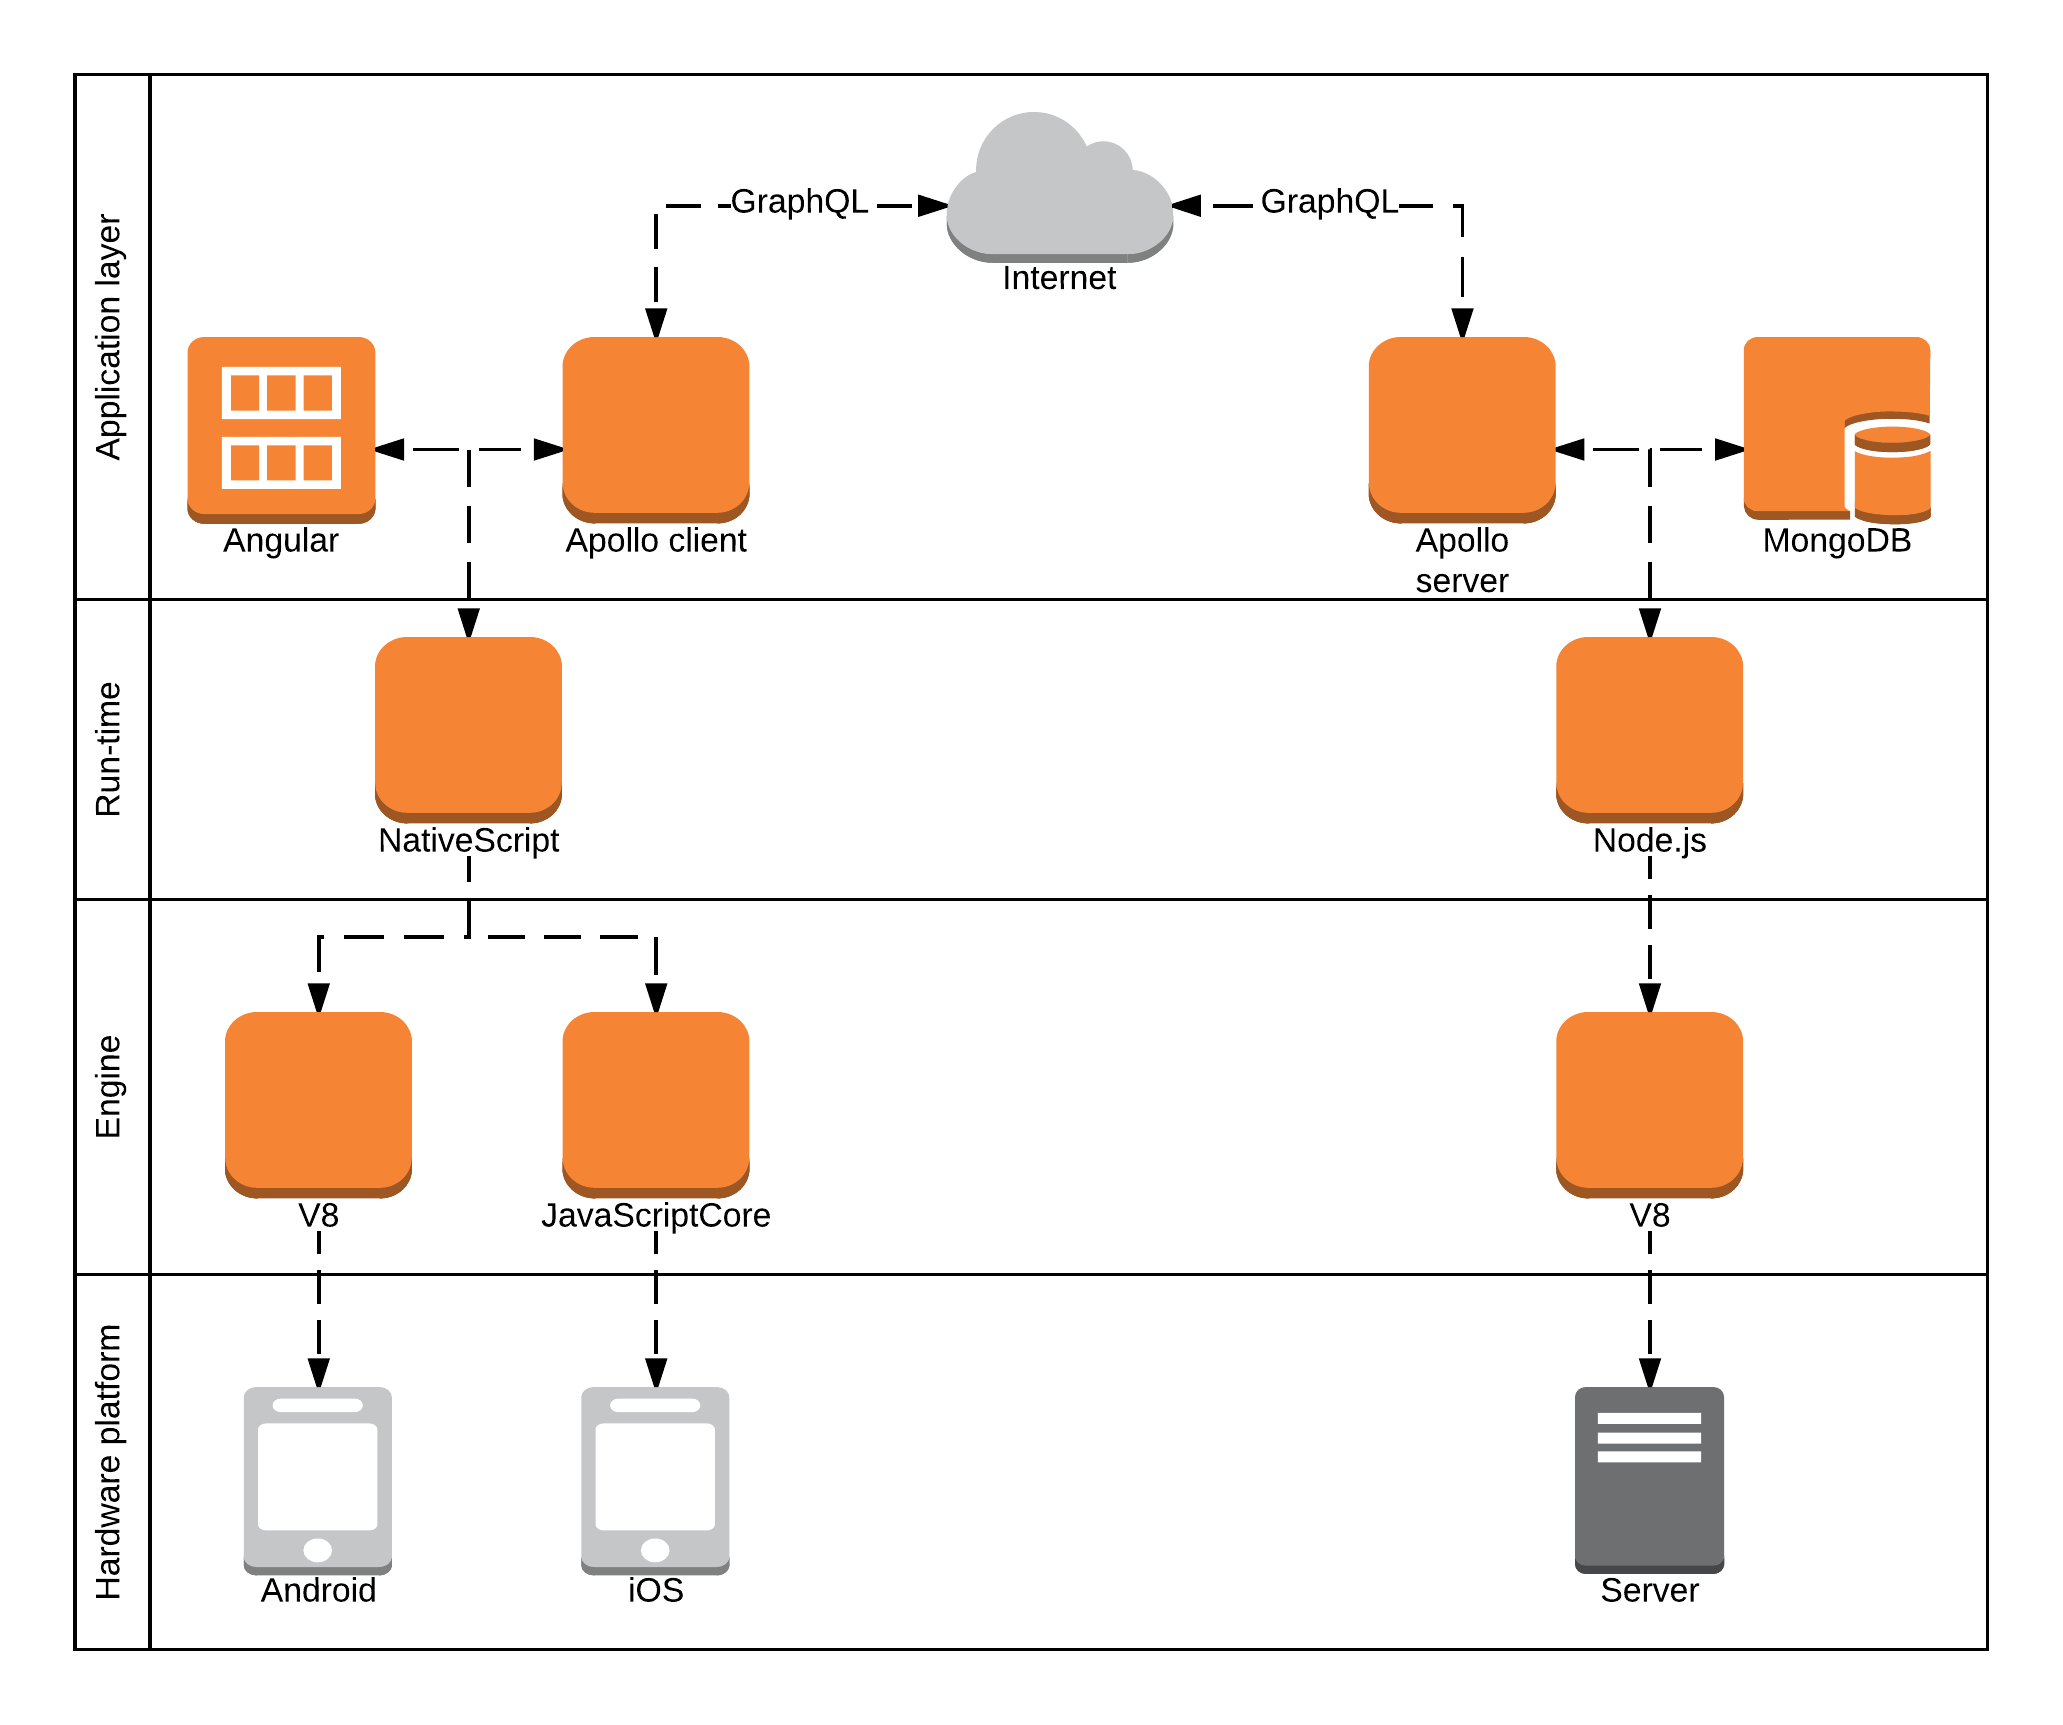 Application layer
GraphQL
GraphQL
Internet
Angular
Apollo client
Apollo
server
MongoDB
Run-time
NativeScript
Node.js
Engine
V8
JavaScriptCore
V8
Hardware platform
Android
iOS
Server